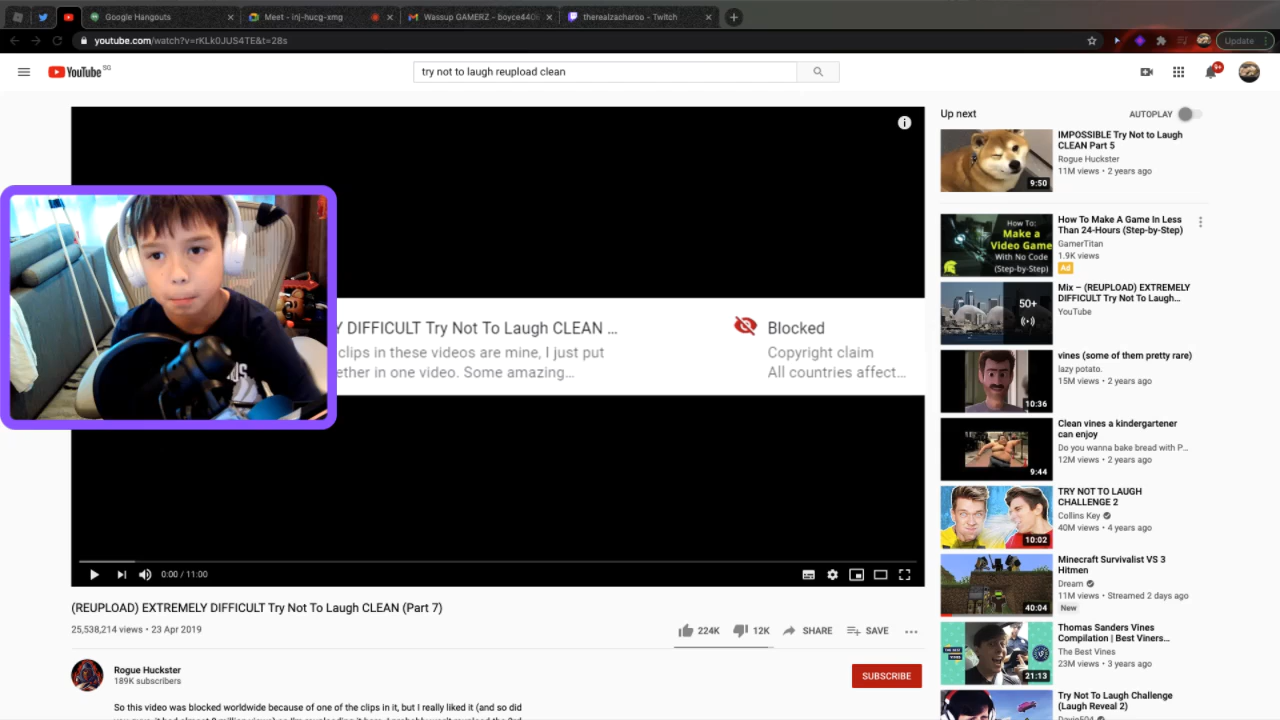 Google Hangouts
Meet - inj-hucg-xmg
Wassup GAMERZ - boyce440
therealzacharoo - Twitch
youtube.com/watch?v=rKLk0JUS4TE&t=28s
Update
YouTube SG
try not to laugh reupload clean
9+
Y DIFFICULT Try Not To Laugh CLEAN ...
clips in these videos are mine, I just put
ether in one video. Some amazing...
Blocked
Copyright claim
All countries affect...
0:00 / 11:00
(REUPLOAD) EXTREMELY DIFFICULT Try Not To Laugh CLEAN (Part 7)
25,538,214 views • 23 Apr 2019
224K
12K
SHARE
SAVE
Rogue Huckster
189K subscribers
SUBSCRIBE
So this video was blocked worldwide because of one of the clips in it, but I really liked it (and so did
Up next
AUTOPLAY
9:50
IMPOSSIBLE Try Not to Laugh
CLEAN Part 5
Rogue Huckster
11M views • 2 years ago
How To:
Make a
Video Game
With No Code
(Step-by-Step)
How To Make A Game In Less
Than 24-Hours (Step-by-Step)
GamerTitan
1.9K views
Ad
50+
Mix – (REUPLOAD) EXTREMELY
DIFFICULT Try Not To Laugh...
YouTube
10:36
vines (some of them pretty rare)
lazy potato.
15M views • 2 years ago
9:44
Clean vines a kindergartener
can enjoy
Do you wanna bake bread with P...
12M views • 2 years ago
10:02
TRY NOT TO LAUGH
CHALLENGE 2
Collins Key
40M views • 4 years ago
40:04
Minecraft Survivalist VS 3
Hitmen
Dream
11M views • Streamed 2 days ago
New
21:13
Thomas Sanders Vines
Compilation | Best Viners...
The Best Vines
23M views • 3 years ago
Try Not To Laugh Challenge
(Laugh Reveal 2)